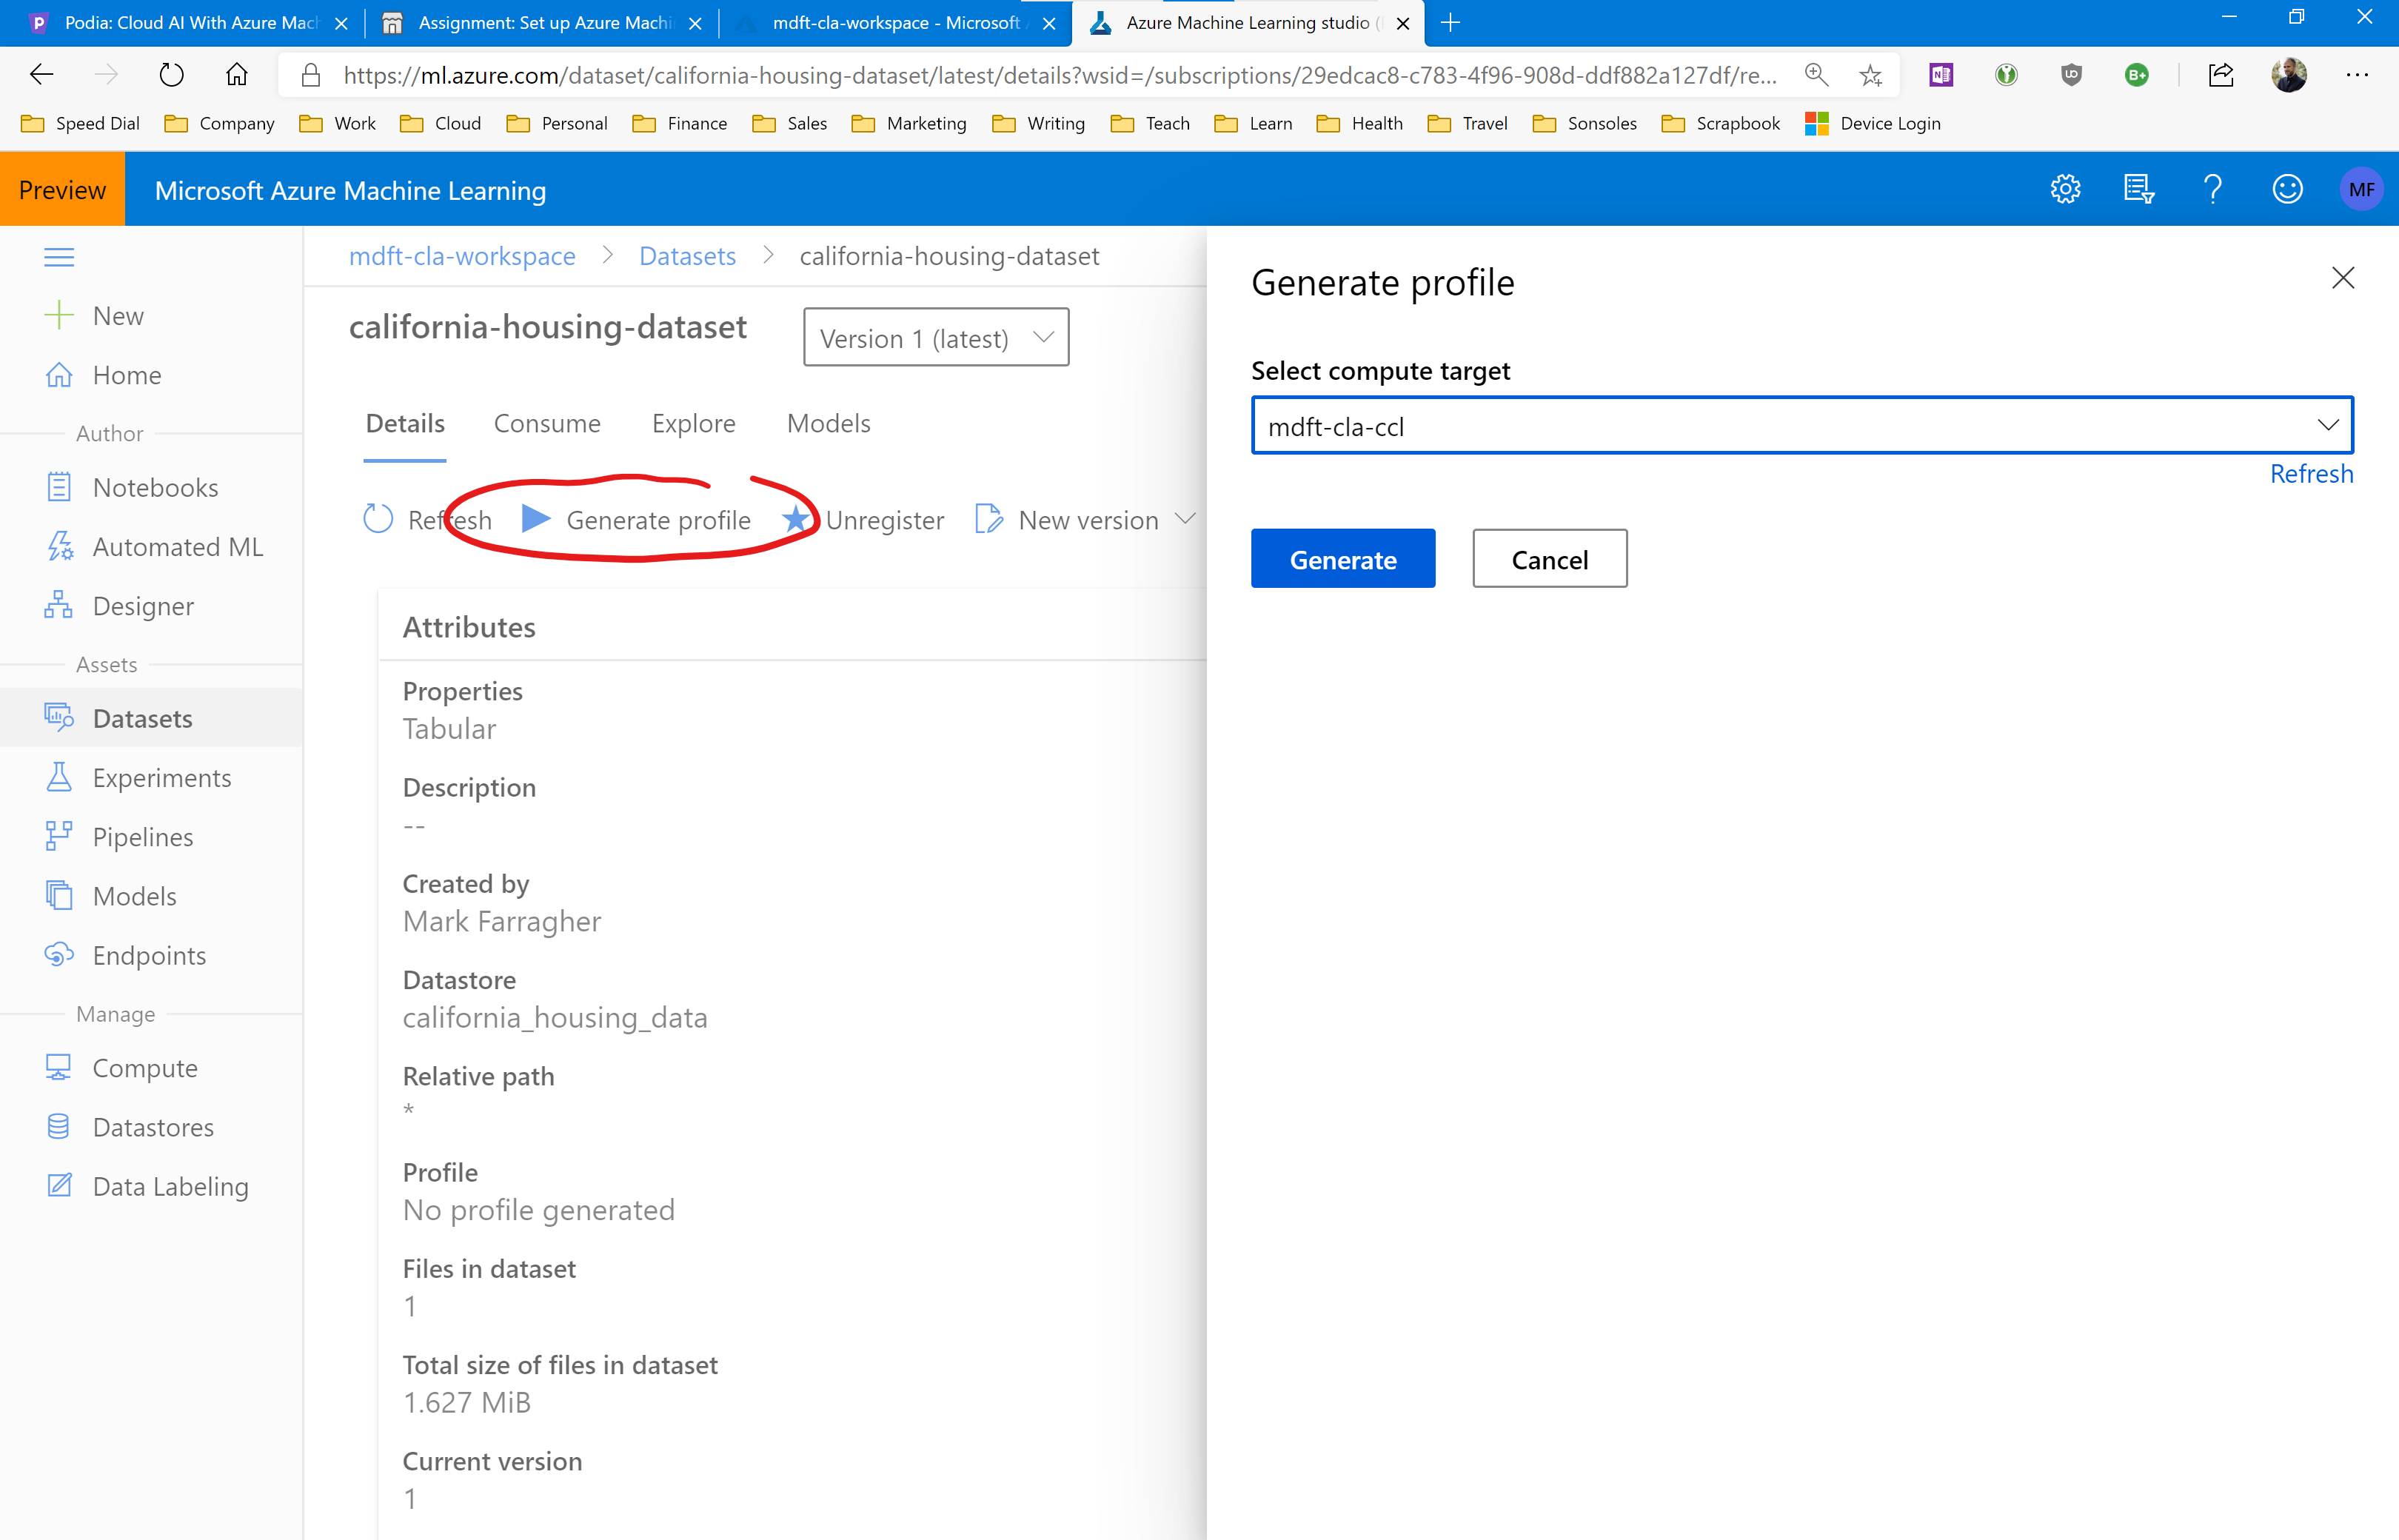 Podia: Cloud AI With Azure Mach
Assignment: Set up Azure Machi
mdft-cla-workspace - Microsoft
Azure Machine Learning studio (
https://ml.azure.com/dataset/california-housing-dataset/latest/details?wsid=/subscriptions/29edcac8-c783-4f96-908d-ddf882a127df/re...
Speed Dial
Company
Work
Cloud
Personal
Finance
Sales
Marketing
Writing
Teach
Learn
Health
Travel
Sonsoles
Scrapbook
Device Login
Preview
Microsoft Azure Machine Learning
MF
New
Home
Author
Notebooks
Automated ML
Designer
Assets
Datasets
Experiments
Pipelines
Models
Endpoints
Manage
Compute
Datastores
Data Labeling
mdft-cla-workspace > Datasets > california-housing-dataset
california-housing-dataset
Version 1 (latest)
Details Consume Explore Models
Refresh Generate profile Unregister New version
Attributes
Properties
Tabular
Description
--
Created by
Mark Farragher
Datastore
california_housing_data
Relative path
*
Profile
No profile generated
Files in dataset
1
Total size of files in dataset
1.627 MiB
Current version
1
Generate profile
Select compute target
mdft-cla-ccl
Refresh
Generate
Cancel